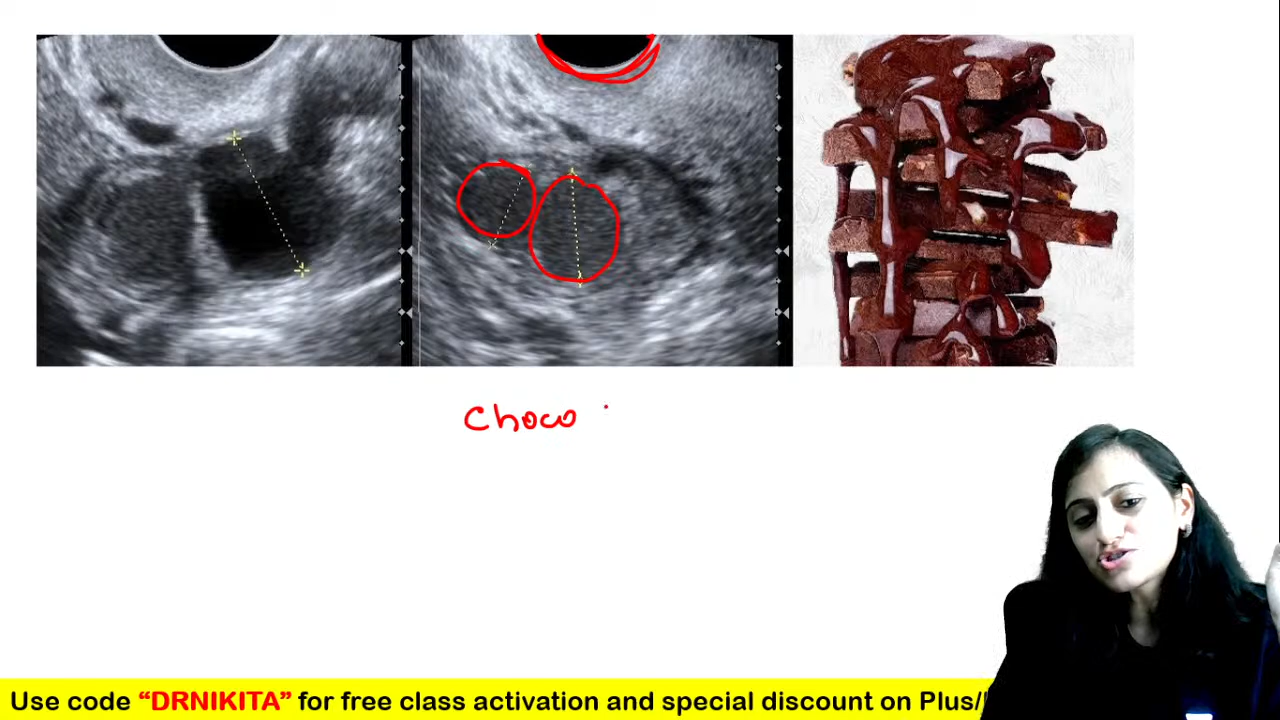 Choco
Use code “DRNIKITA” for free class activation and special discount on Plus/